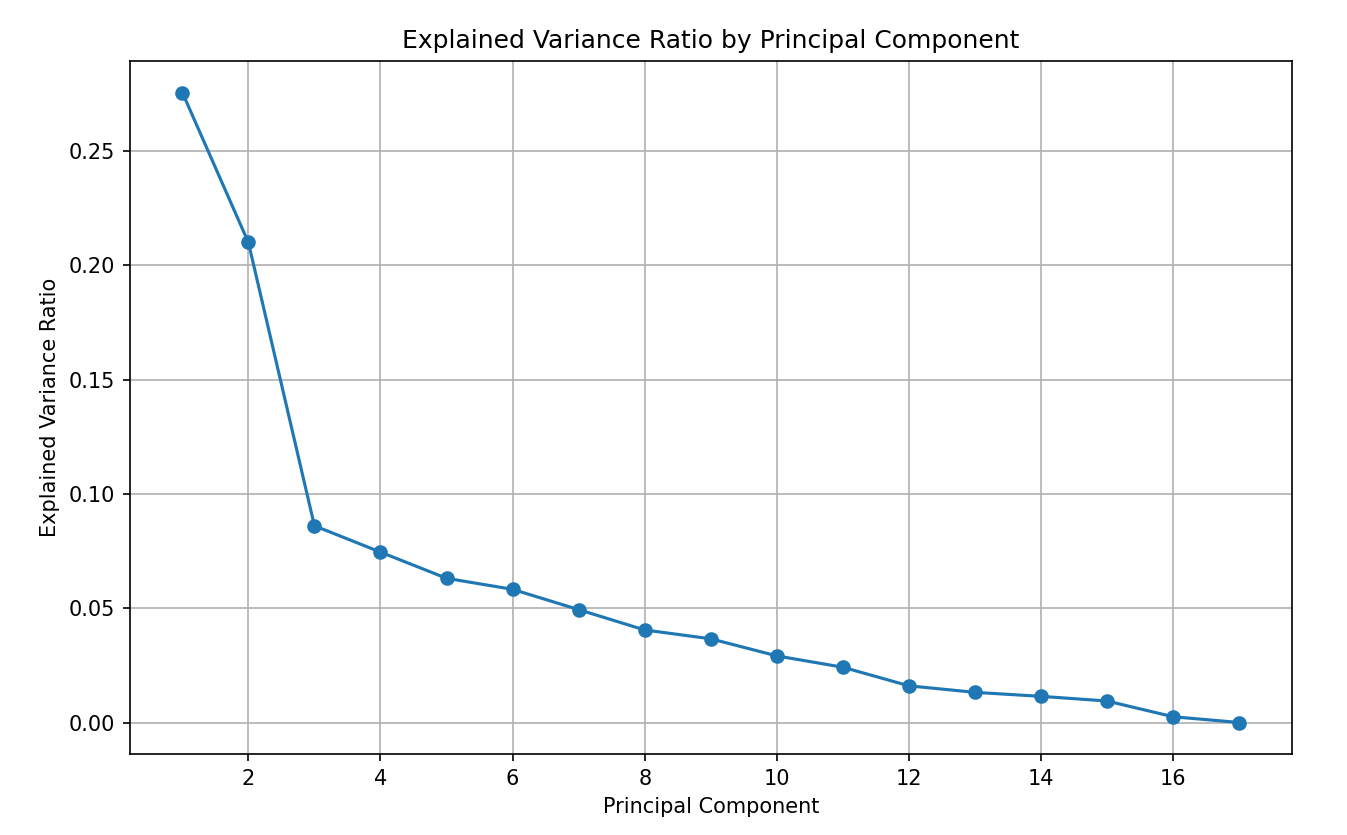 Explained Variance Ratio by Principal Component
Explained Variance Ratio
0.25
0.20
0.15
0.10
0.05
0.00
2 4 6 8 10 12 14 16
Principal Component